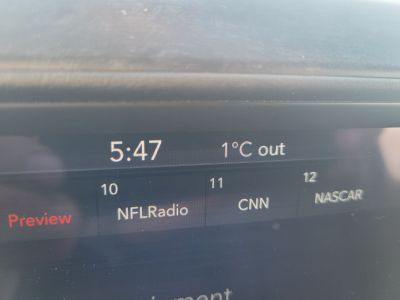 5:47 1°C out
10 11 12
Preview NFLRadio CNN NASCAR